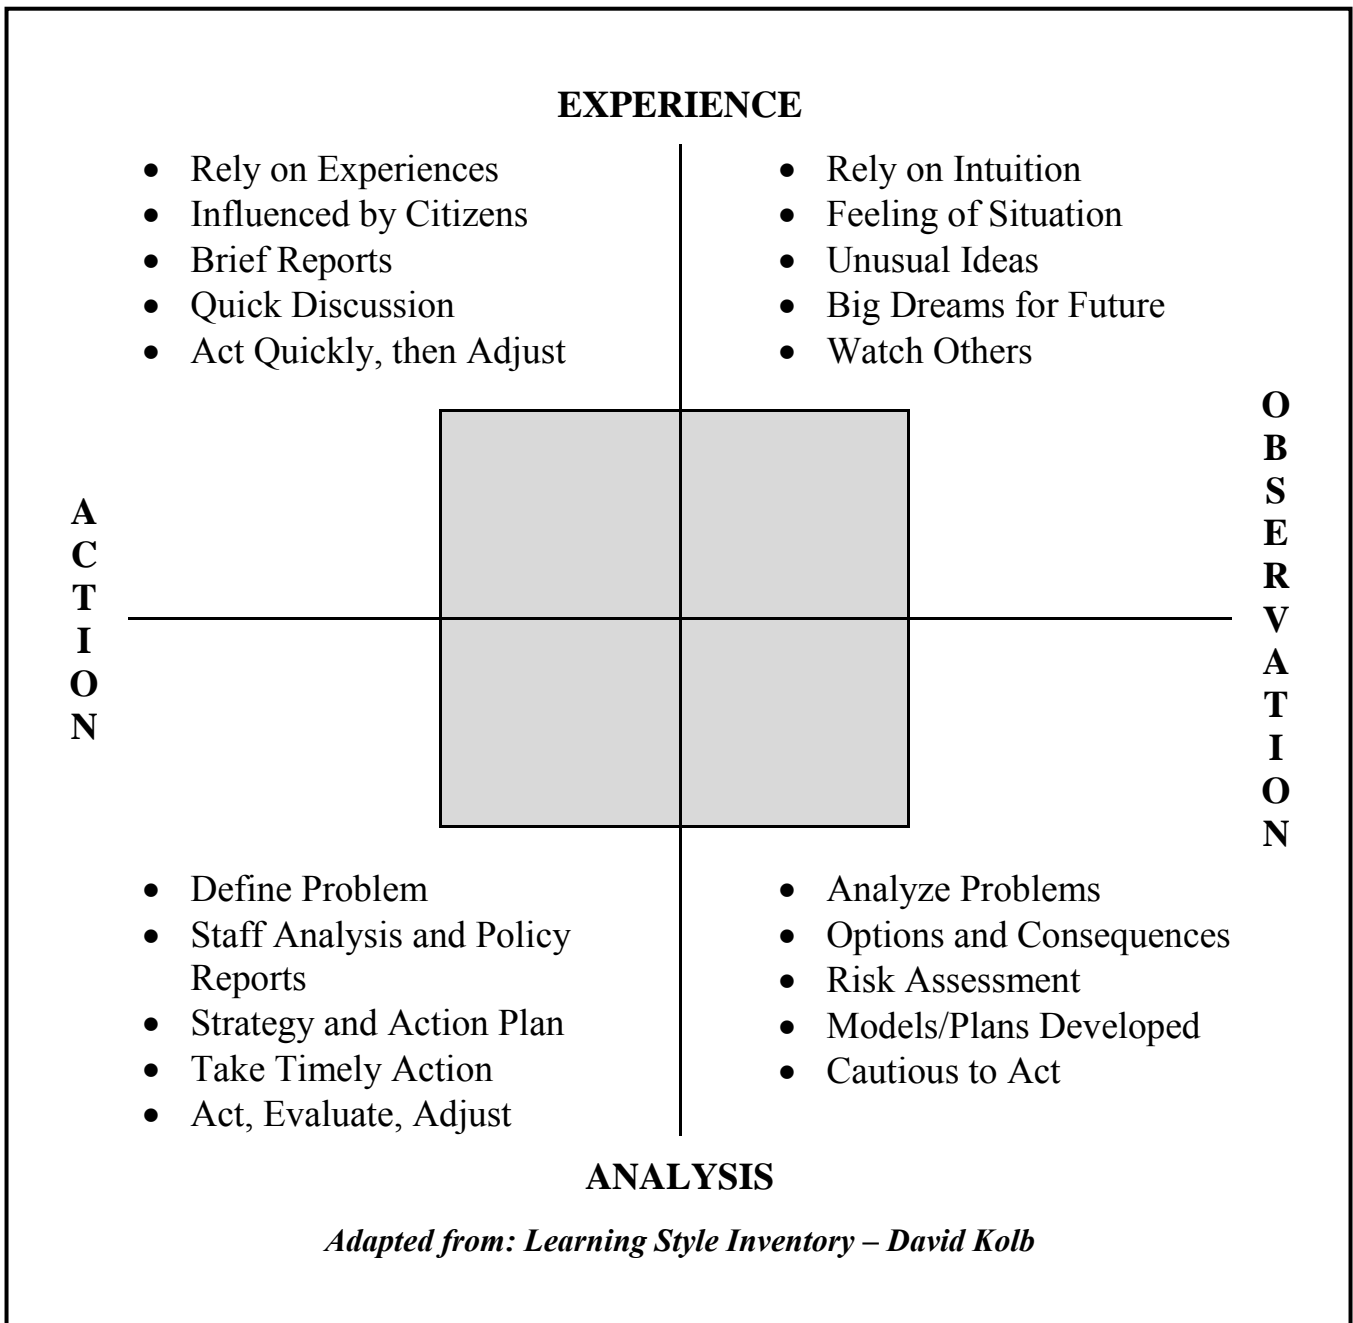 EXPERIENCE
• Rely on Experiences
• Influenced by Citizens
• Brief Reports
• Quick Discussion
• Act Quickly, then Adjust
• Rely on Intuition
• Feeling of Situation
• Unusual Ideas
• Big Dreams for Future
• Watch Others
ACTION
OBSERVATION
• Define Problem
• Staff Analysis and Policy
Reports
• Strategy and Action Plan
• Take Timely Action
• Act, Evaluate, Adjust
• Analyze Problems
• Options and Consequences
• Risk Assessment
• Models/Plans Developed
• Cautious to Act
ANALYSIS
Adapted from: Learning Style Inventory – David Kolb